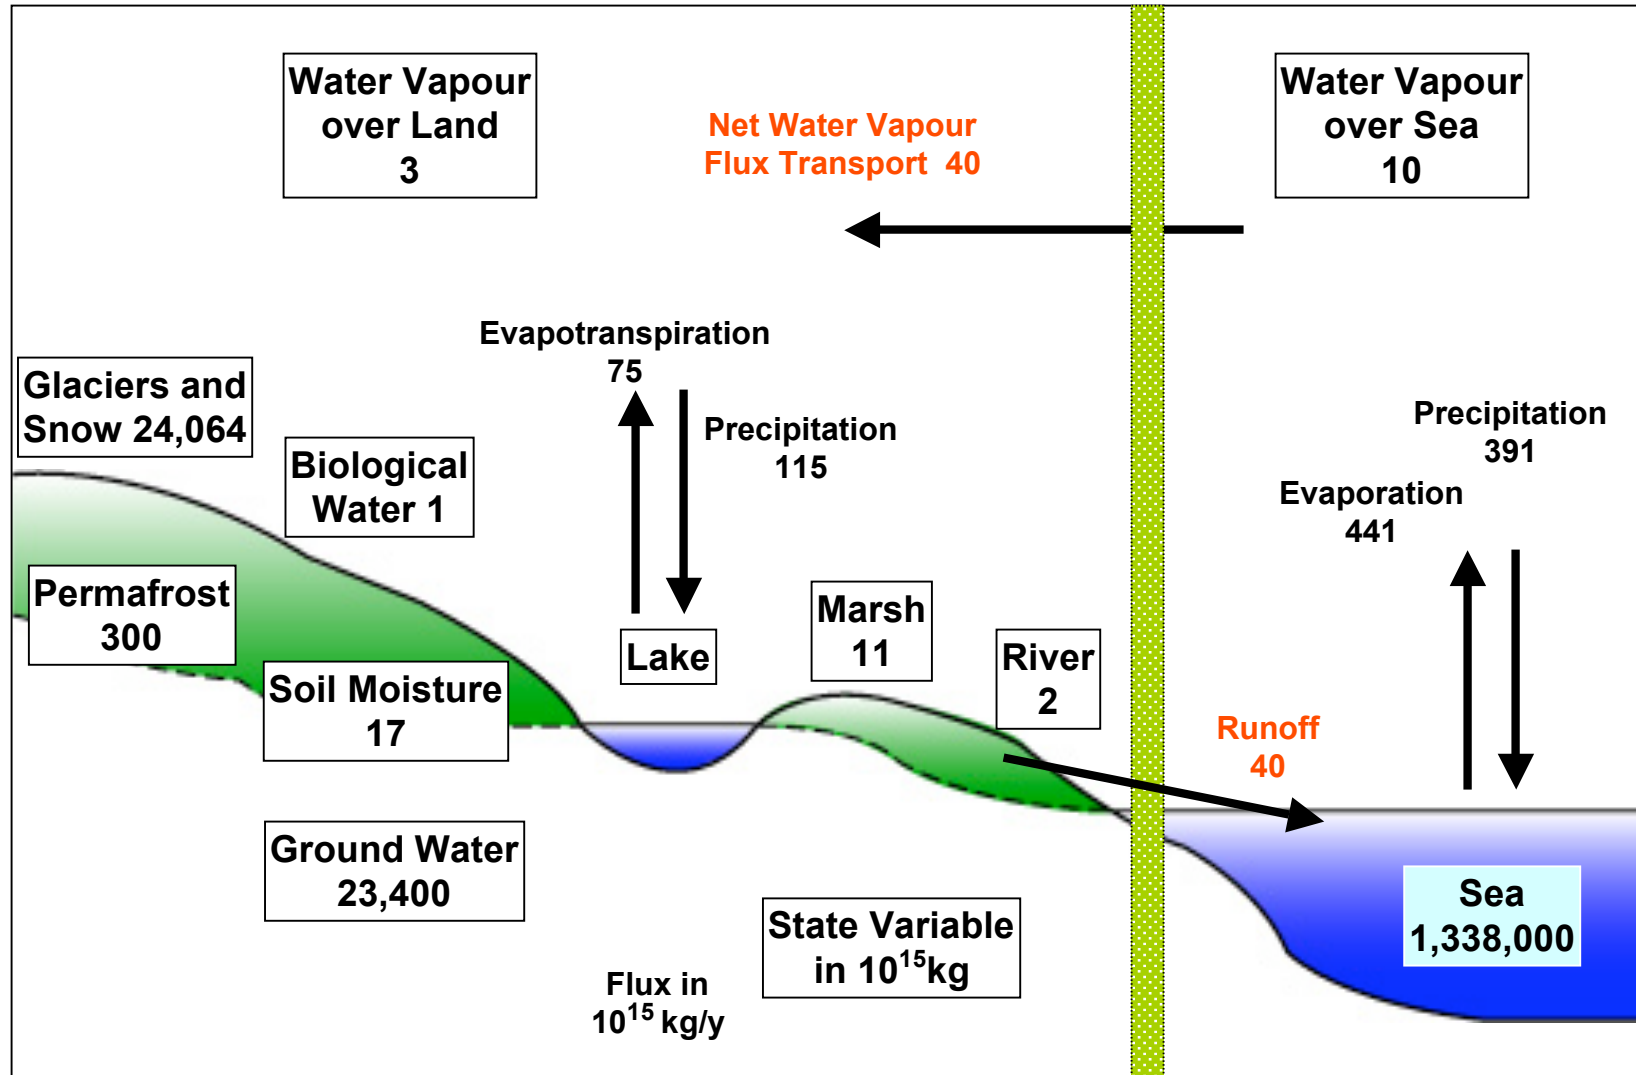 Water Vapour
over Land
3
Net Water Vapour
Flux Transport  40
Water Vapour
over Sea
10
Evapotranspiration
75
Precipitation
115
Glaciers and
Snow 24,064
Biological
Water 1
Precipitation
391
Evaporation
441
Permafrost
300
Soil Moisture
17
Lake
Marsh
11
River
2
Runoff
40
Ground Water
23,400
Sea
1,338,000
State Variable
in 10¹⁵kg
Flux in
10¹⁵ kg/y